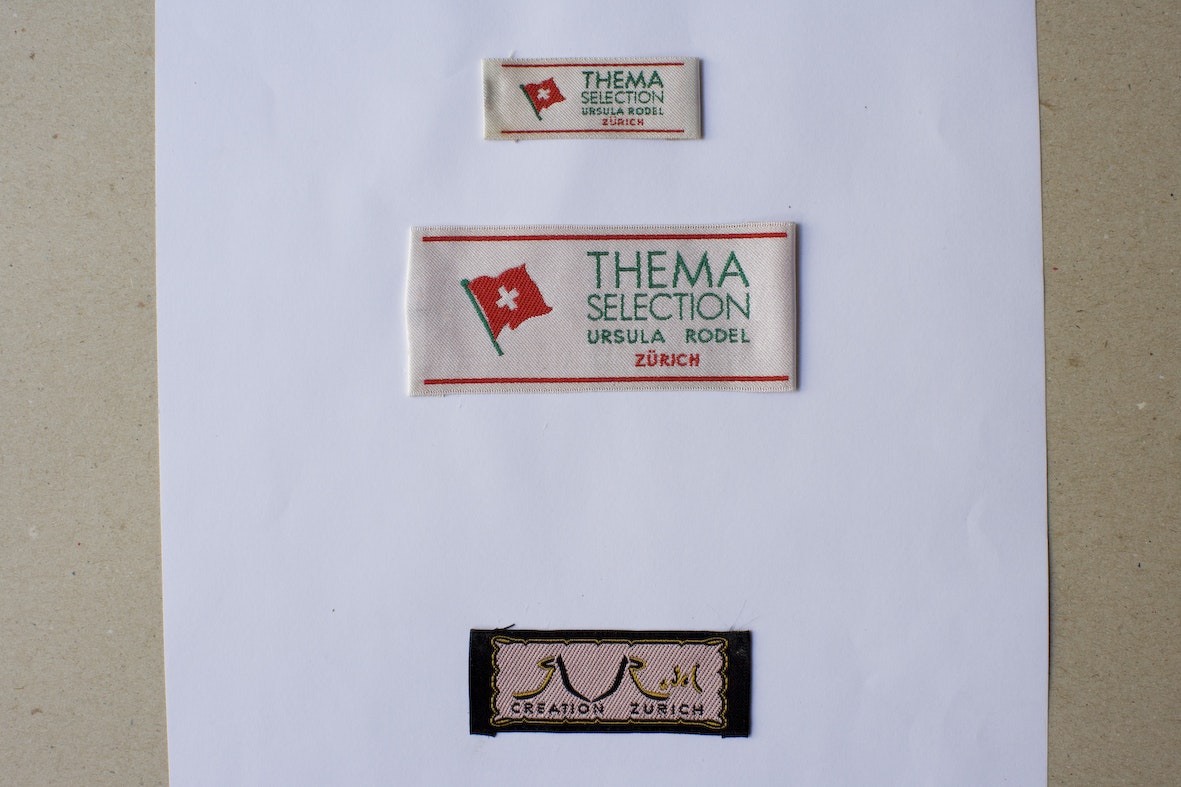 THEMA
SELECTION
URSULA RODEL
ZÜRICH
THEMA
SELECTION
URSULA RODEL
ZÜRICH
CREATION ZURICH